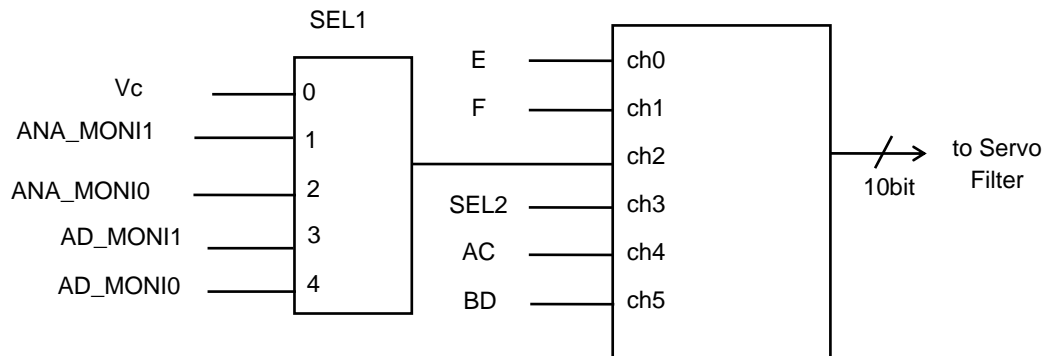 SEL1
Vc
0
ANA_MONI1
1
ANA_MONI0
2
AD_MONI1
3
AD_MONI0
4
E
ch0
F
ch1
ch2
SEL2
ch3
AC
ch4
BD
ch5
10bit
to Servo
Filter